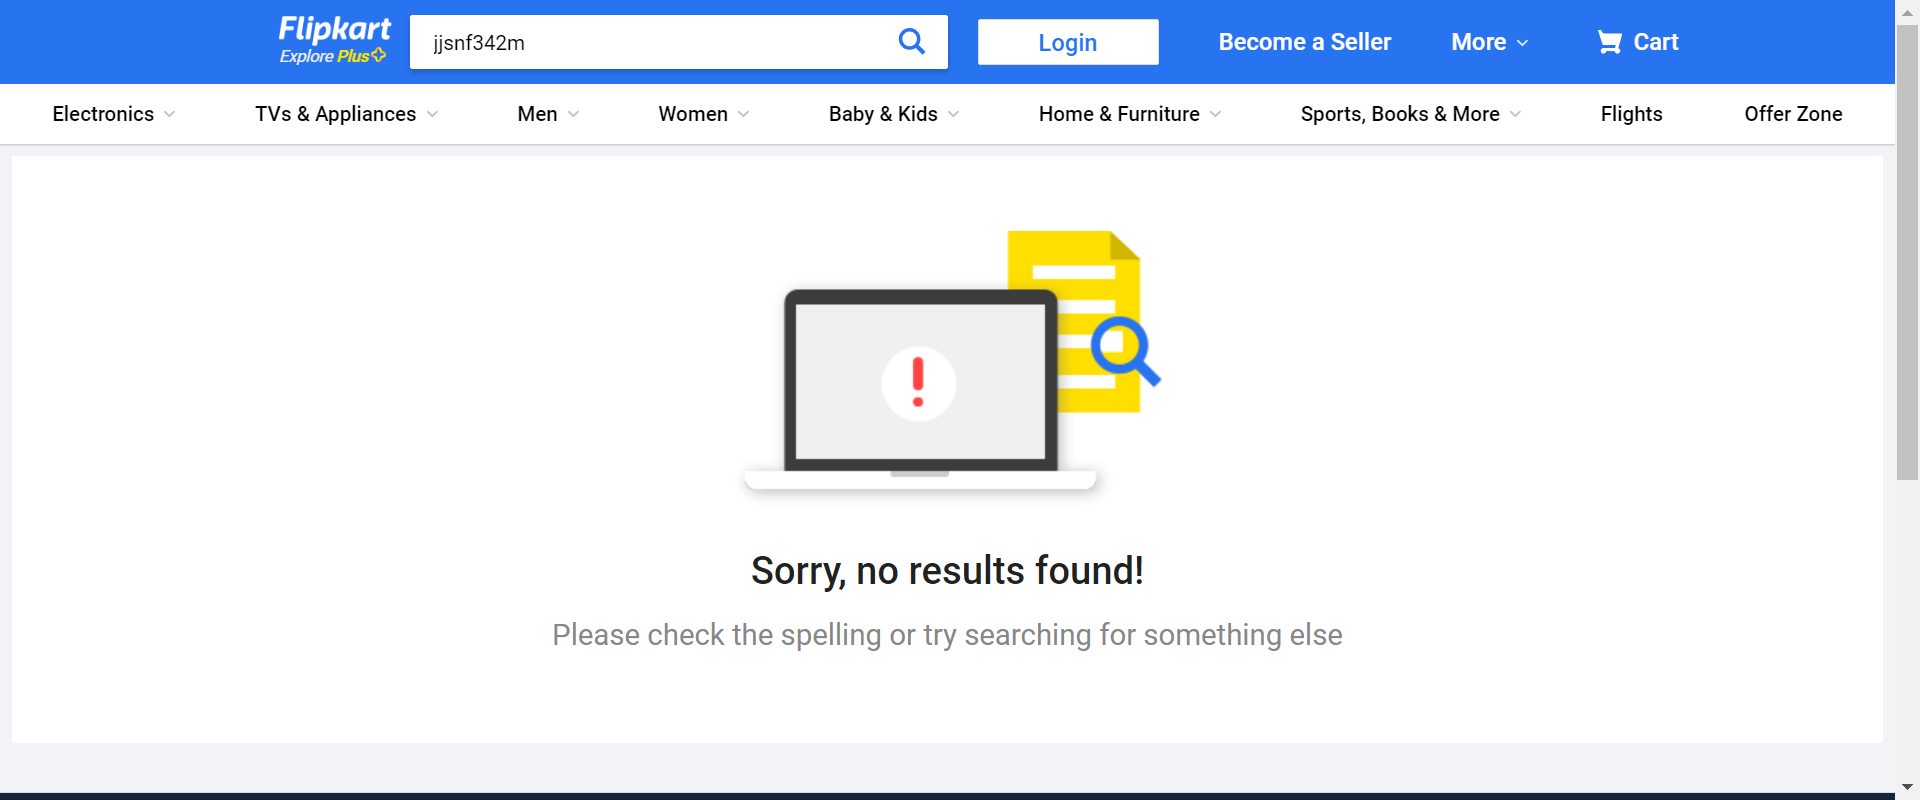 Flipkart
Explore Plus
jjsnf342m
Login
Become a Seller
More
Cart
Electronics
TVs & Appliances
Men
Women
Baby & Kids
Home & Furniture
Sports, Books & More
Flights
Offer Zone
!
Sorry, no results found!
Please check the spelling or try searching for something else